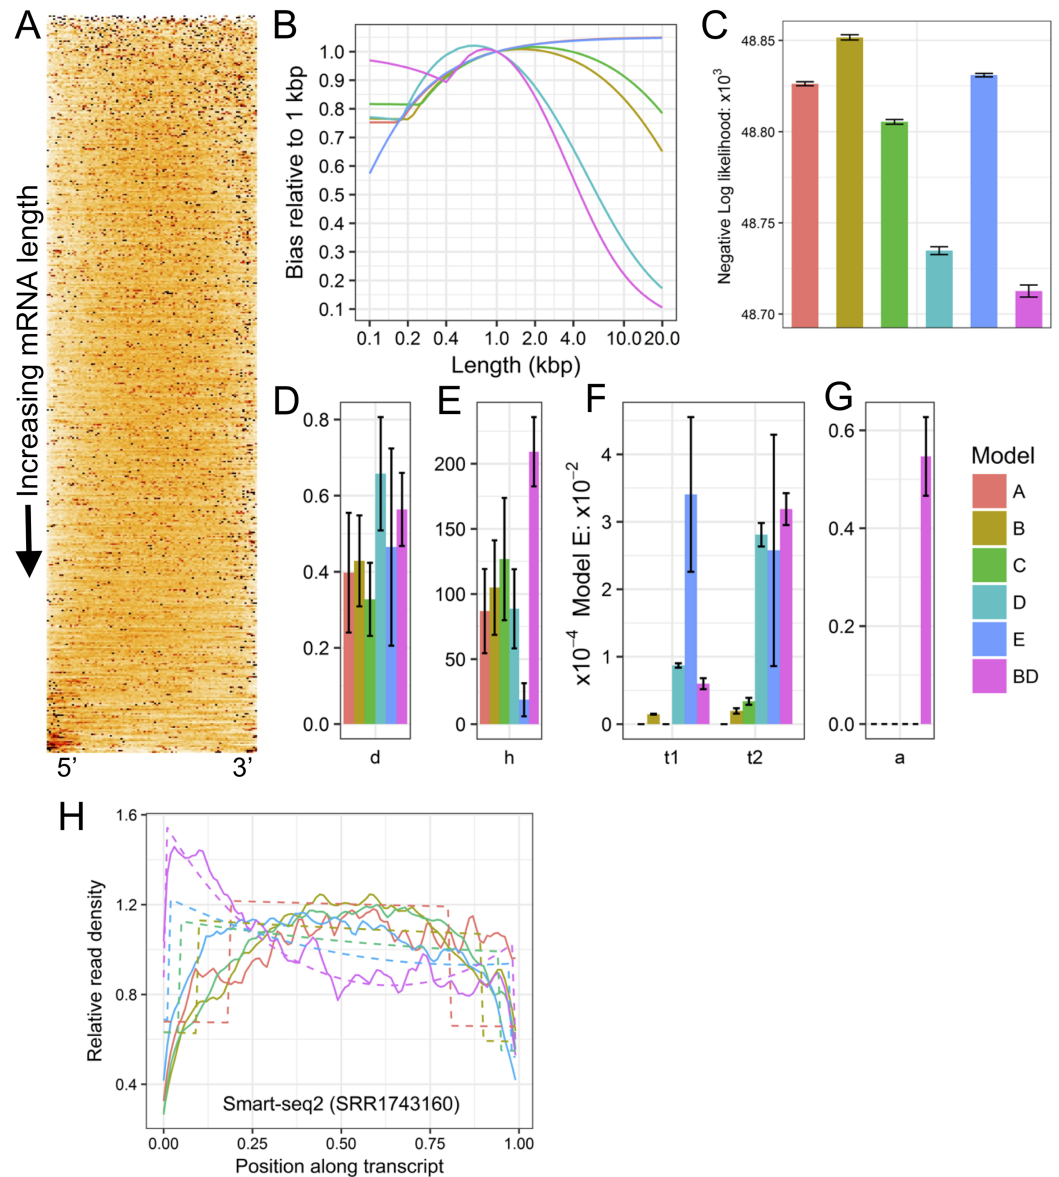 A
Increasing mRNA length
5’
3’
B
Bias relative to 1 kbp
1.0
0.9
0.8
0.7
0.6
0.5
0.4
0.3
0.2
0.1
0.1 0.2 0.4 1.0 2.0 4.0 10.0 20.0
Length (kbp)
C
Negative Log likelihood: x10³
48.85
48.80
48.75
48.70
D
0.8
0.6
0.4
0.2
0.0
d
E
200
150
100
50
0
h
F
x10⁻⁴ Model E: x10⁻²
4
3
2
1
0
t1 t2
G
0.6
0.4
0.2
0.0
a
Model
A
B
C
D
E
BD
H
Relative read density
1.6
1.2
0.8
0.4
Smart-seq2 (SRR1743160)
0.00 0.25 0.50 0.75 1.00
Position along transcript